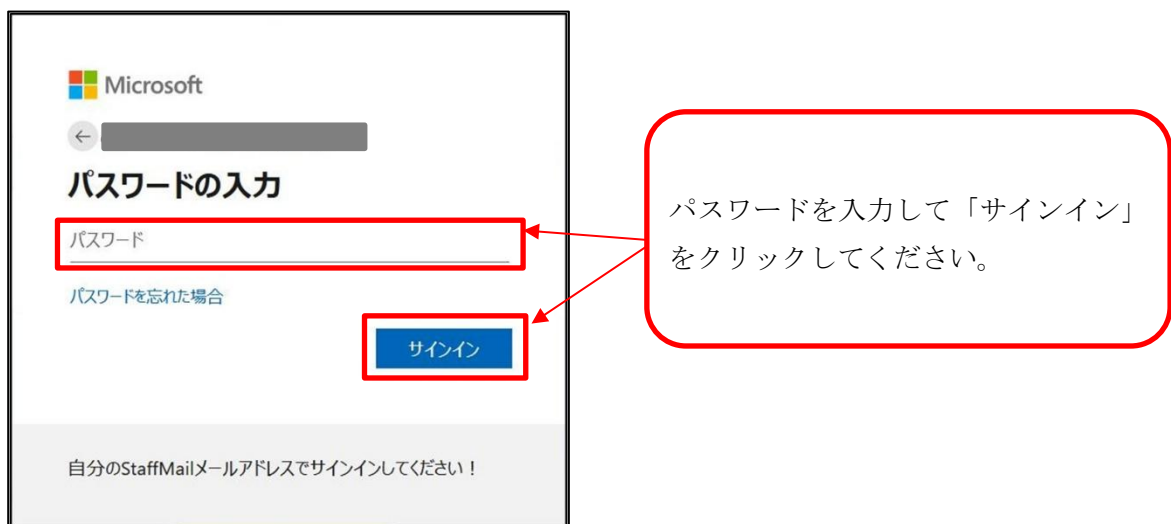 Microsoft
パスワードの入力
パスワード
パスワードを忘れた場合
サインイン
自分のStaffMailメールアドレスでサインインしてください！
パスワードを入力して「サインイン」
をクリックしてください。